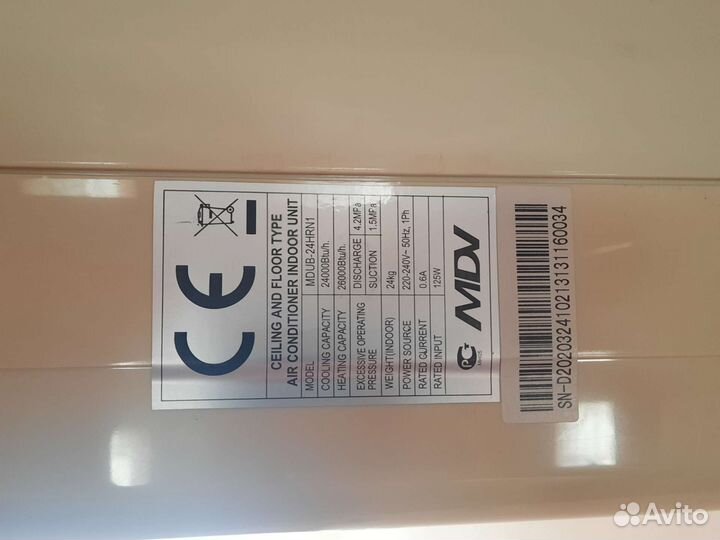 CEILING AND FLOOR TYPE
AIR CONDITIONER INDOOR UNIT
MODEL MDUB-24HRN1
COOLING CAPACITY 24000Btu/h.
HEATING CAPACITY 26000Btu/h.
EXCESSIVE OPERATING PRESSURE DISCHARGE 4.2MPa
SUCTION 1.5MPa
WEIGHT(INDOOR) 24kg
POWER SOURCE 220-240V~ 50Hz, 1Ph
RATED CURRENT 0.6A
RATED INPUT 125W
CE
PC
MDV
SN-D202032410213131160034
Avito